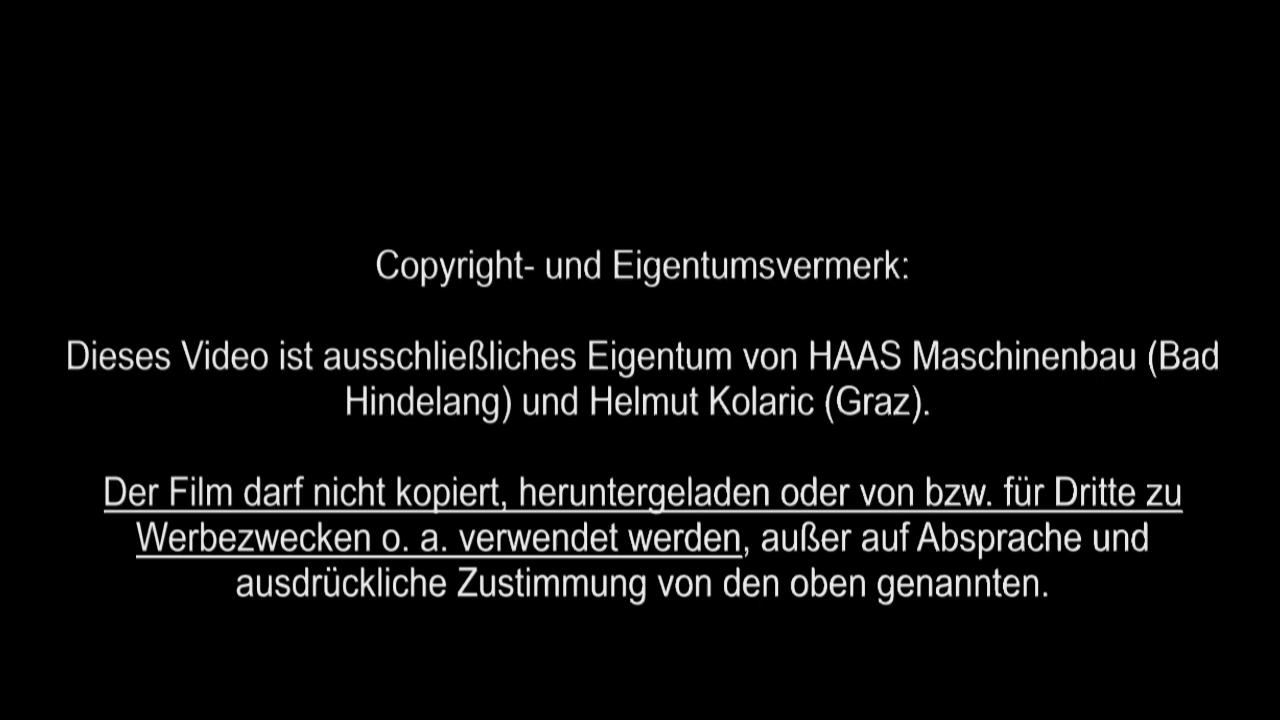 Copyright- und Eigentumsvermerk:
Dieses Video ist ausschließliches Eigentum von HAAS Maschinenbau (Bad
Hindelang) und Helmut Kolaric (Graz).
Der Film darf nicht kopiert, heruntergeladen oder von bzw. für Dritte zu
Werbezwecken o. a. verwendet werden, außer auf Absprache und
ausdrückliche Zustimmung von den oben genannten.